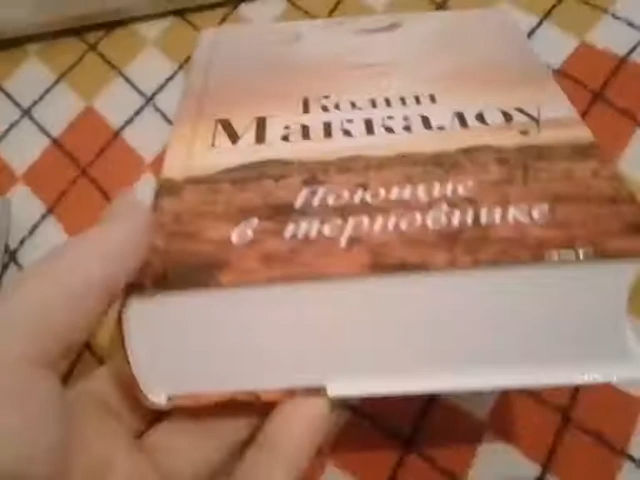 Колин
Маккалоу
Поющие
в терновнике